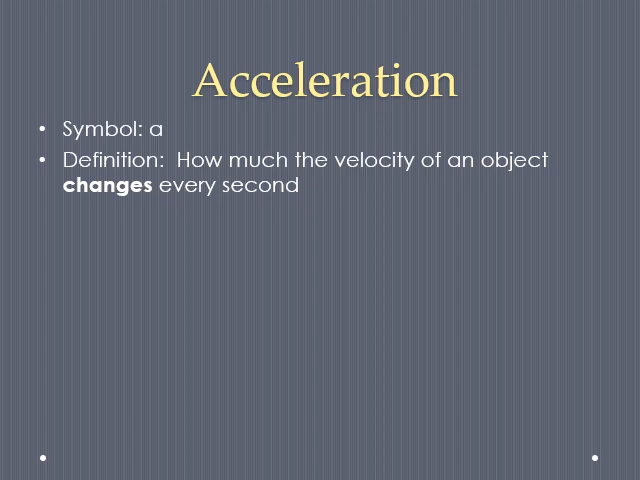 Acceleration
• Symbol: a
• Definition:  How much the velocity of an object
changes every second